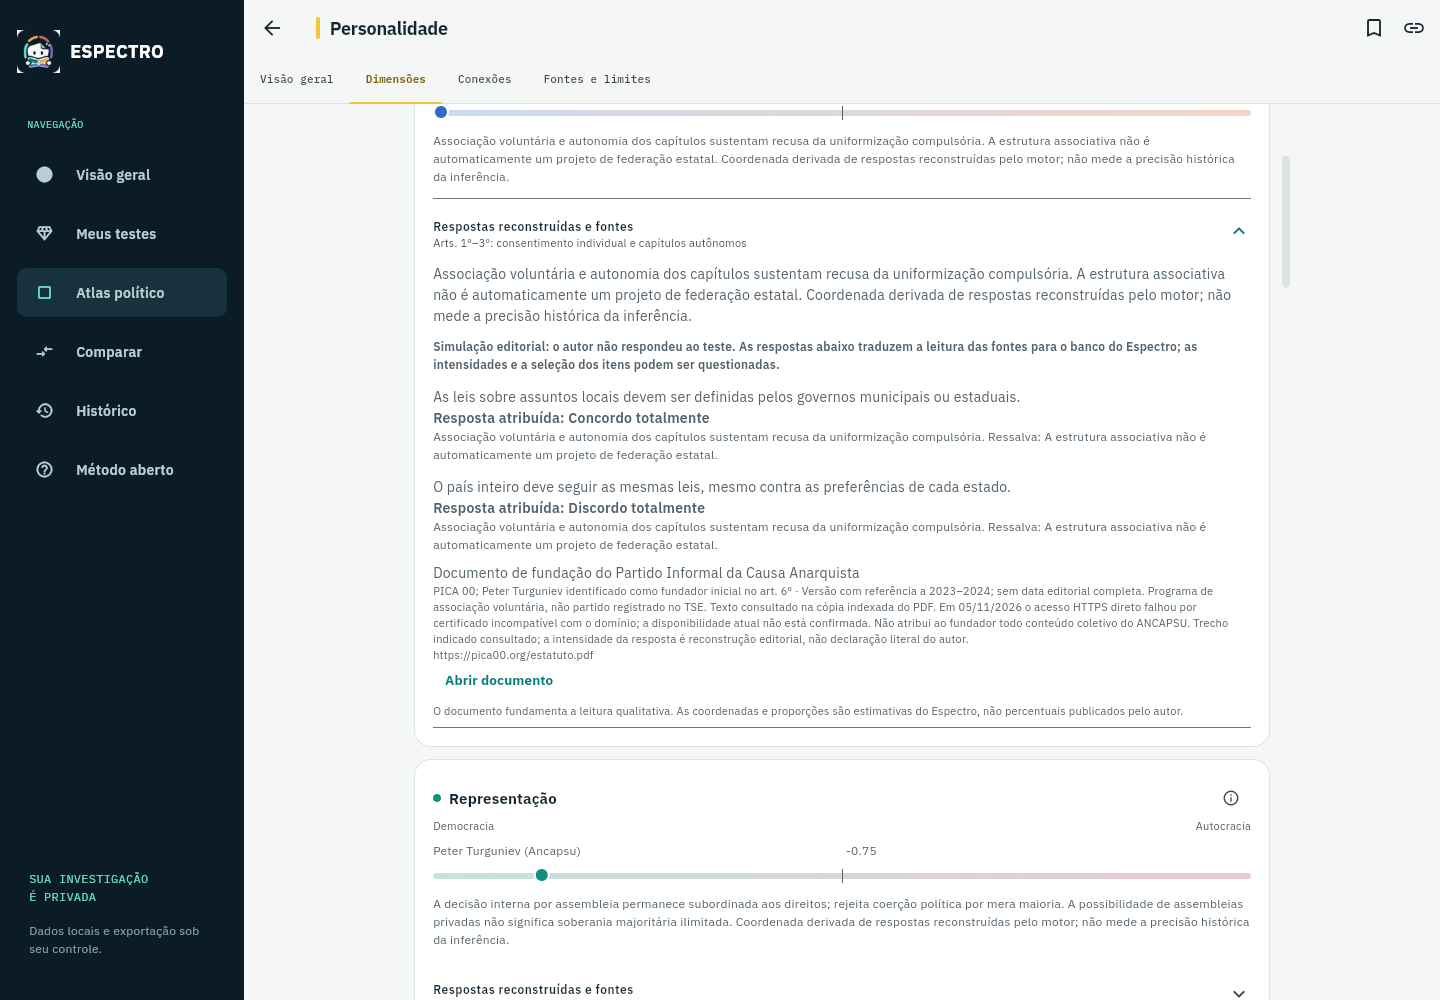 ESPECTRO
NAVEGAÇÃO
Visão geral
Meus testes
Atlas político
Comparar
Histórico
Método aberto
SUA INVESTIGAÇÃO
É PRIVADA
Dados locais e exportação sob
seu controle.
Personalidade
Visão geral
Dimensões
Conexões
Fontes e limites
Associação voluntária e autonomia dos capítulos sustentam recusa da uniformização compulsória. A estrutura associativa não é
automaticamente um projeto de federação estatal. Coordenada derivada de respostas reconstruídas pelo motor; não mede a precisão histórica
da inferência.
Respostas reconstruídas e fontes
Arts. 1º–3º: consentimento individual e capítulos autônomos
Associação voluntária e autonomia dos capítulos sustentam recusa da uniformização compulsória. A estrutura associativa
não é automaticamente um projeto de federação estatal. Coordenada derivada de respostas reconstruídas pelo motor; não
mede a precisão histórica da inferência.
Simulação editorial: o autor não respondeu ao teste. As respostas abaixo traduzem a leitura das fontes para o banco do Espectro; as
intensidades e a seleção dos itens podem ser questionadas.
As leis sobre assuntos locais devem ser definidas pelos governos municipais ou estaduais.
Resposta atribuída: Concordo totalmente
Associação voluntária e autonomia dos capítulos sustentam recusa da uniformização compulsória. Ressalva: A estrutura associativa não é
automaticamente um projeto de federação estatal.
O país inteiro deve seguir as mesmas leis, mesmo contra as preferências de cada estado.
Resposta atribuída: Discordo totalmente
Associação voluntária e autonomia dos capítulos sustentam recusa da uniformização compulsória. Ressalva: A estrutura associativa não é
automaticamente um projeto de federação estatal.
Documento de fundação do Partido Informal da Causa Anarquista
PICA 00; Peter Turguniev identificado como fundador inicial no art. 6º · Versão com referência a 2023–2024; sem data editorial completa. Programa de
associação voluntária, não partido registrado no TSE. Texto consultado na cópia indexada do PDF. Em 05/11/2026 o acesso HTTPS direto falhou por
certificado incompatível com o domínio; a disponibilidade atual não está confirmada. Não atribui ao fundador todo conteúdo coletivo do ANCAPSU. Trecho
indicado consultado; a intensidade da resposta é reconstrução editorial, não declaração literal do autor.
https://pica00.org/estatuto.pdf
Abrir documento
O documento fundamenta a leitura qualitativa. As coordenadas e proporções são estimativas do Espectro, não percentuais publicados pelo autor.
Representação
Democracia
Autocracia
Peter Turguniev (Ancapsu)
-0.75
A decisão interna por assembleia permanece subordinada aos direitos; rejeita coerção política por mera maioria. A possibilidade de assembleias
privadas não significa soberania majoritária ilimitada. Coordenada derivada de respostas reconstruídas pelo motor; não mede a precisão histórica
da inferência.
Respostas reconstruídas e fontes